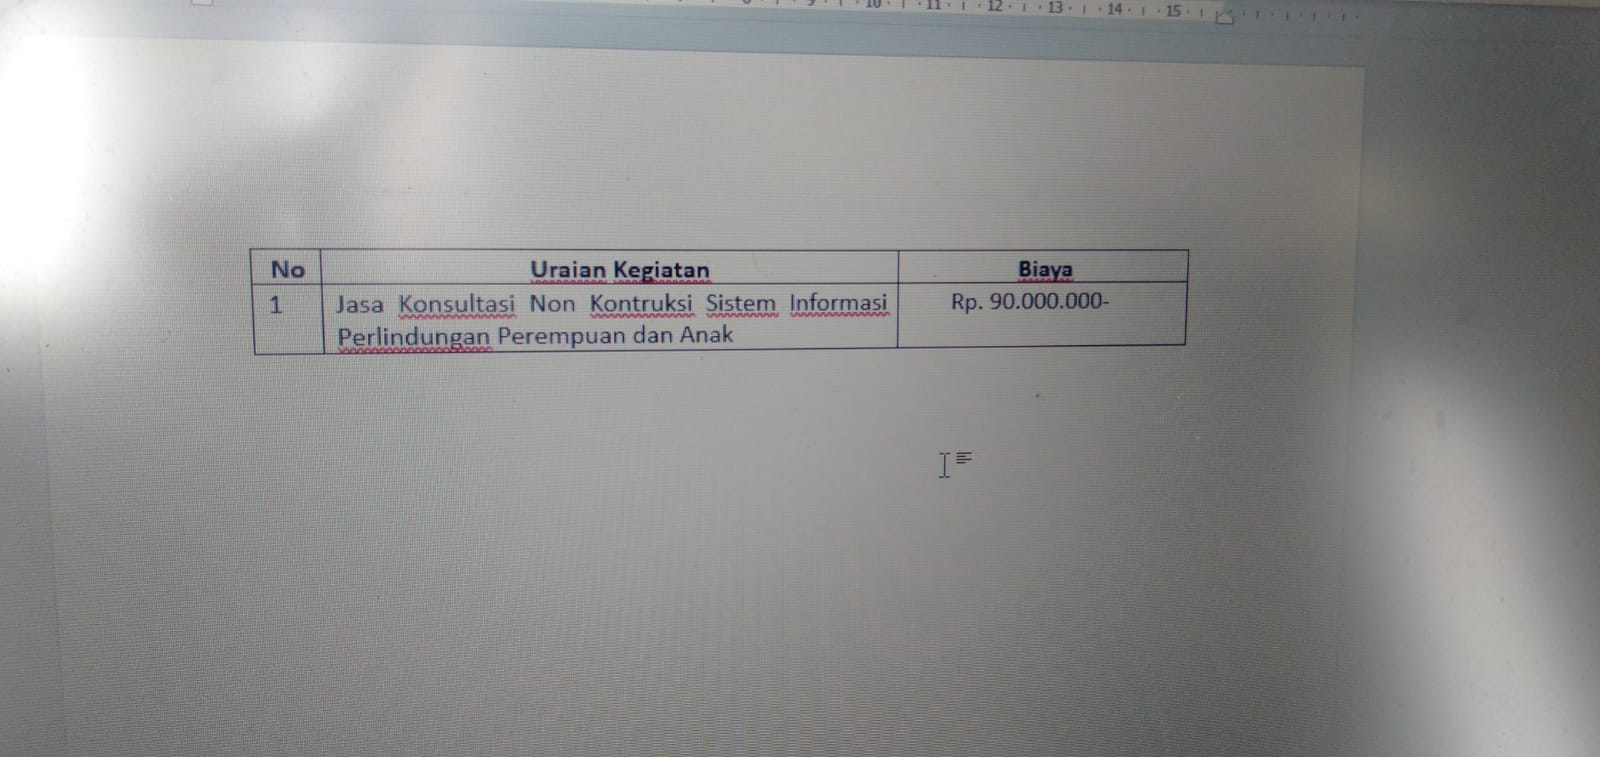 10 11 12 13 14 15
No Uraian Kegiatan Biaya
1 Jasa Konsultasi Non Kontruksi Sistem Informasi Rp. 90.000.000-
Perlindungan Perempuan dan Anak